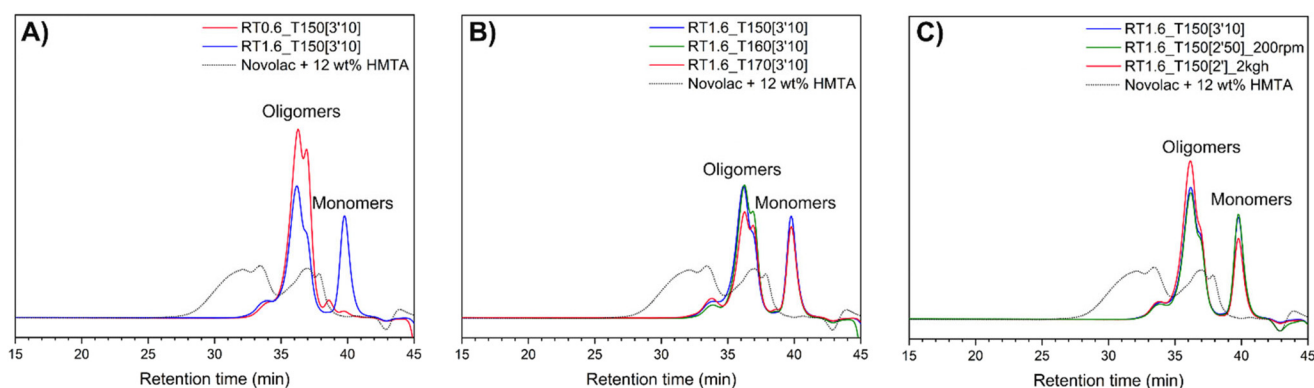 A)
RT0.6_T150[3'10]
RT1.6_T150[3'10]
Novolac + 12 wt% HMTA
Oligomers
Monomers
15 20 25 30 35 40 45
Retention time (min)
B)
RT1.6_T150[3'10]
RT1.6_T160[3'10]
RT1.6_T170[3'10]
Novolac + 12 wt% HMTA
Oligomers
Monomers
15 20 25 30 35 40 45
Retention time (min)
C)
RT1.6_T150[3'10]
RT1.6_T150[2'50]_200rpm
RT1.6_T150[2']_2kgh
Novolac + 12 wt% HMTA
Oligomers
Monomers
15 20 25 30 35 40 45
Retention time (min)